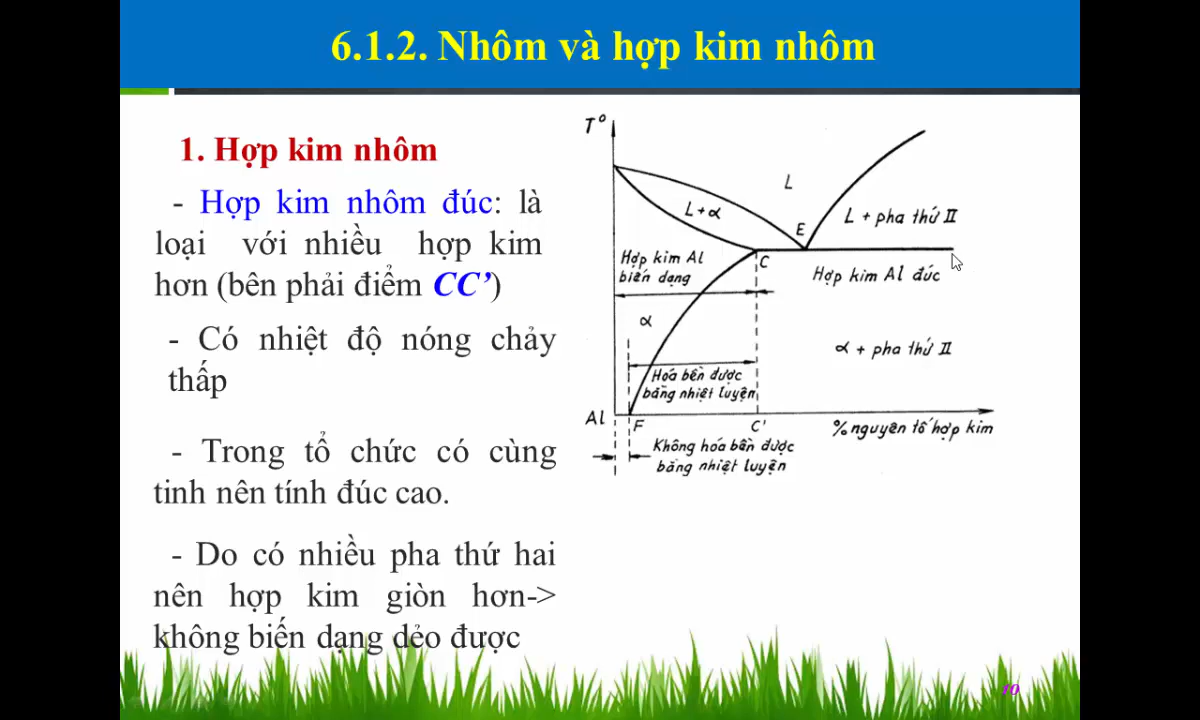 6.1.2. Nhôm và hợp kim nhôm
1. Hợp kim nhôm
- Hợp kim nhôm đúc: là
loại với nhiều hợp kim
hơn (bên phải điểm CC’)
- Có nhiệt độ nóng chảy
thấp
- Trong tổ chức có cùng
tinh nên tính đúc cao.
- Do có nhiều pha thứ hai
nên hợp kim giòn hơn->
không biến dạng dẻo được
T°
L
L+α
E
L + pha thứ II
Hợp kim Al
biến dạng
C
Hợp kim Al đúc
α
α + pha thứ II
Hóa bền được
bằng nhiệt luyện
Al
F
C'
% nguyên tố hợp kim
Không hóa bền được
bằng nhiệt luyện
10